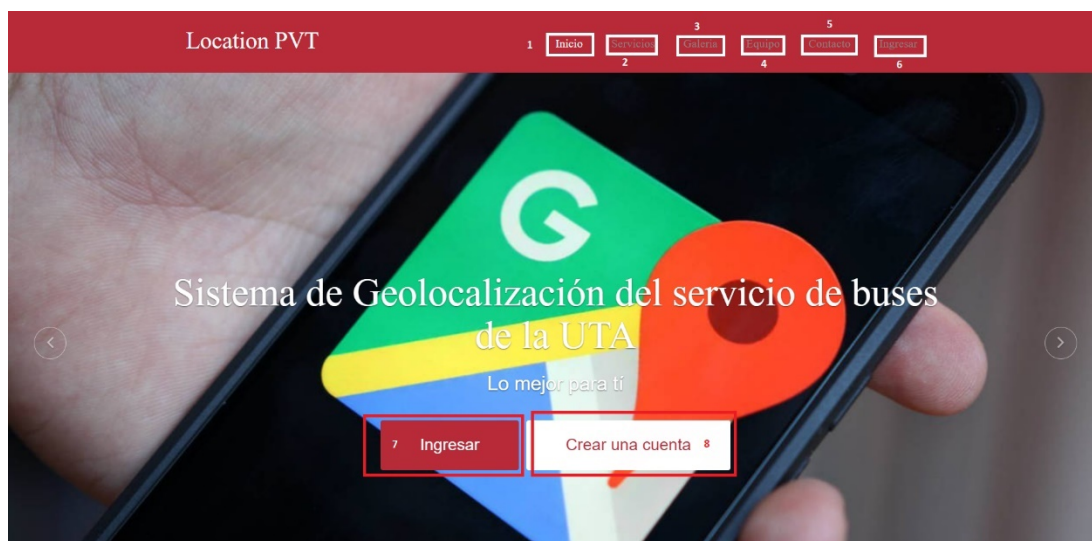 Location PVT
3 5
1 Inicio Servicios Galeria Equipo Contacto Ingresar
2 4 6
G
Sistema de Geolocalización del servicio de buses
de la UTA
Lo mejor para ti
7 Ingresar Crear una cuenta 8